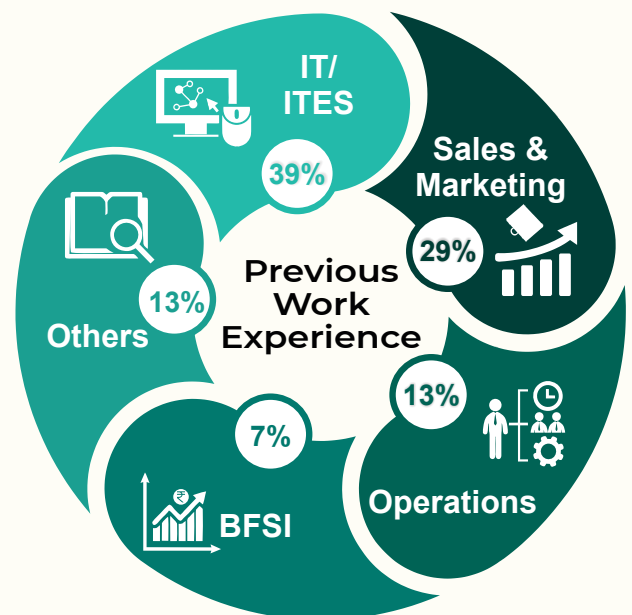 Previous
Work
Experience
IT/
ITES
39%
Sales &
Marketing
29%
13%
Operations
7%
BFSI
₹
13%
Others